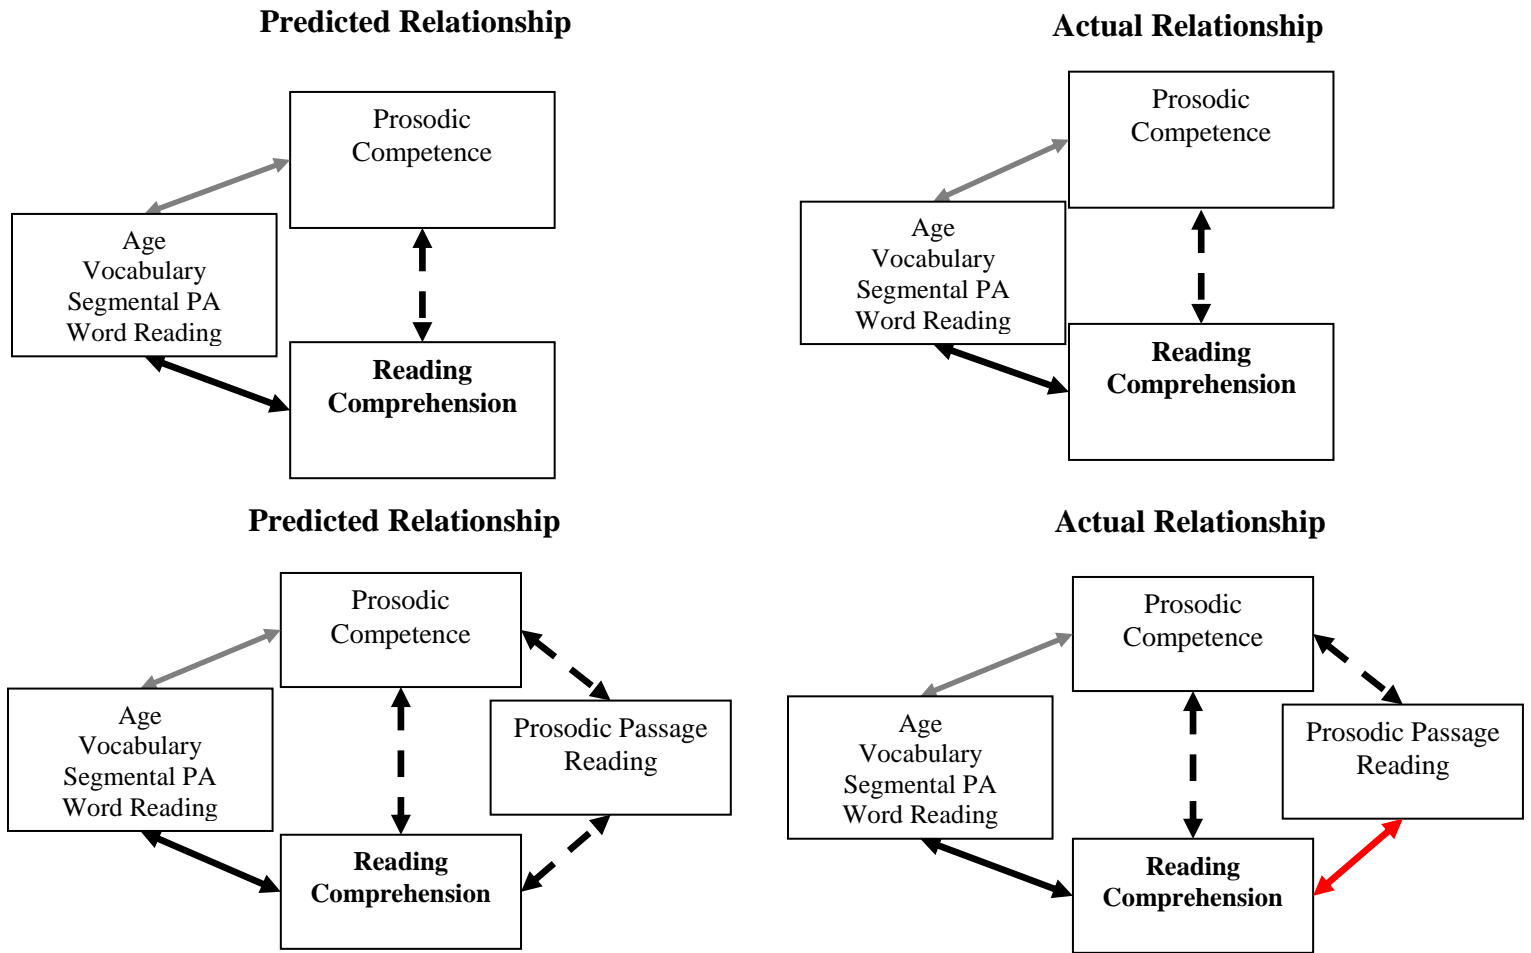 Predicted Relationship
Prosodic
Competence
Age
Vocabulary
Segmental PA
Word Reading
Reading
Comprehension
Actual Relationship
Prosodic
Competence
Age
Vocabulary
Segmental PA
Word Reading
Reading
Comprehension
Predicted Relationship
Prosodic
Competence
Age
Vocabulary
Segmental PA
Word Reading
Prosodic Passage
Reading
Reading
Comprehension
Actual Relationship
Prosodic
Competence
Age
Vocabulary
Segmental PA
Word Reading
Prosodic Passage
Reading
Reading
Comprehension